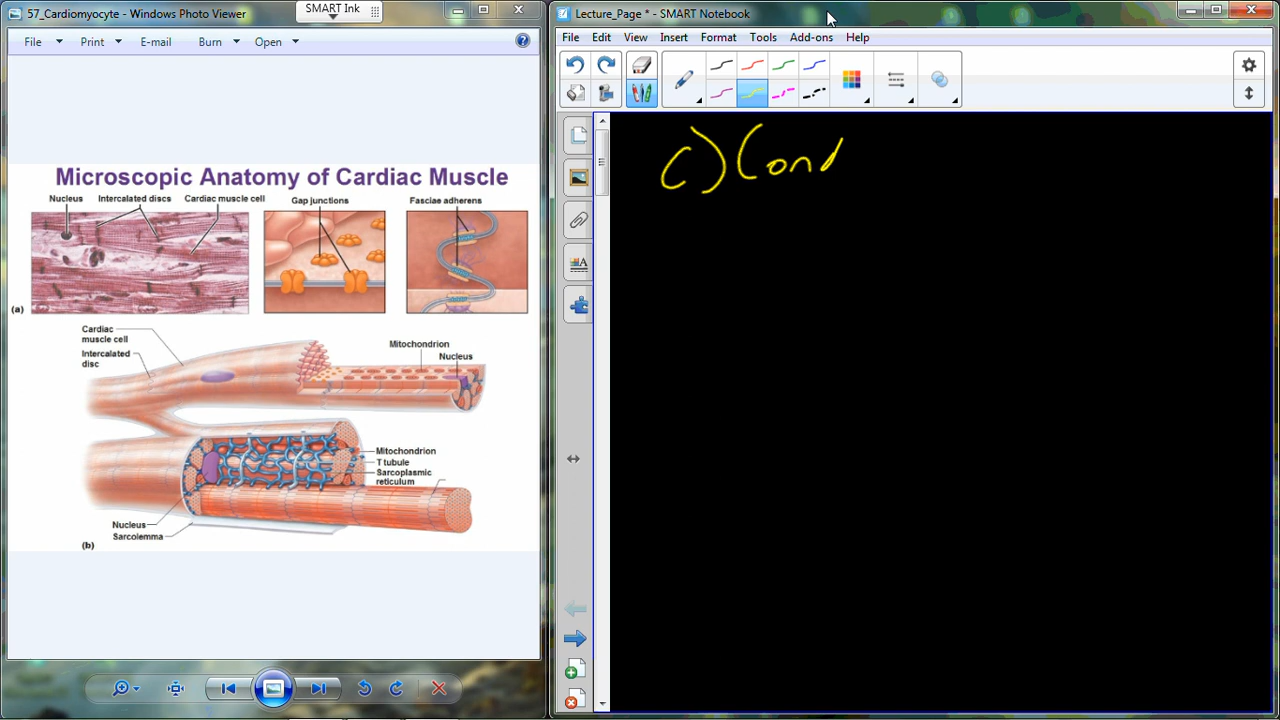 57_Cardiomyocyte - Windows Photo Viewer
SMART Ink
File Print E-mail Burn Open
Microscopic Anatomy of Cardiac Muscle
Nucleus Intercalated discs Cardiac muscle cell Gap junctions Fasciae adherens
(a)
Cardiac
muscle cell
Intercalated
disc
Mitochondrion
Nucleus
Mitochondrion
T tubule
Sarcoplasmic
reticulum
Nucleus
Sarcolemma
(b)
Lecture_Page * - SMART Notebook
File Edit View Insert Format Tools Add-ons Help
C) Cond